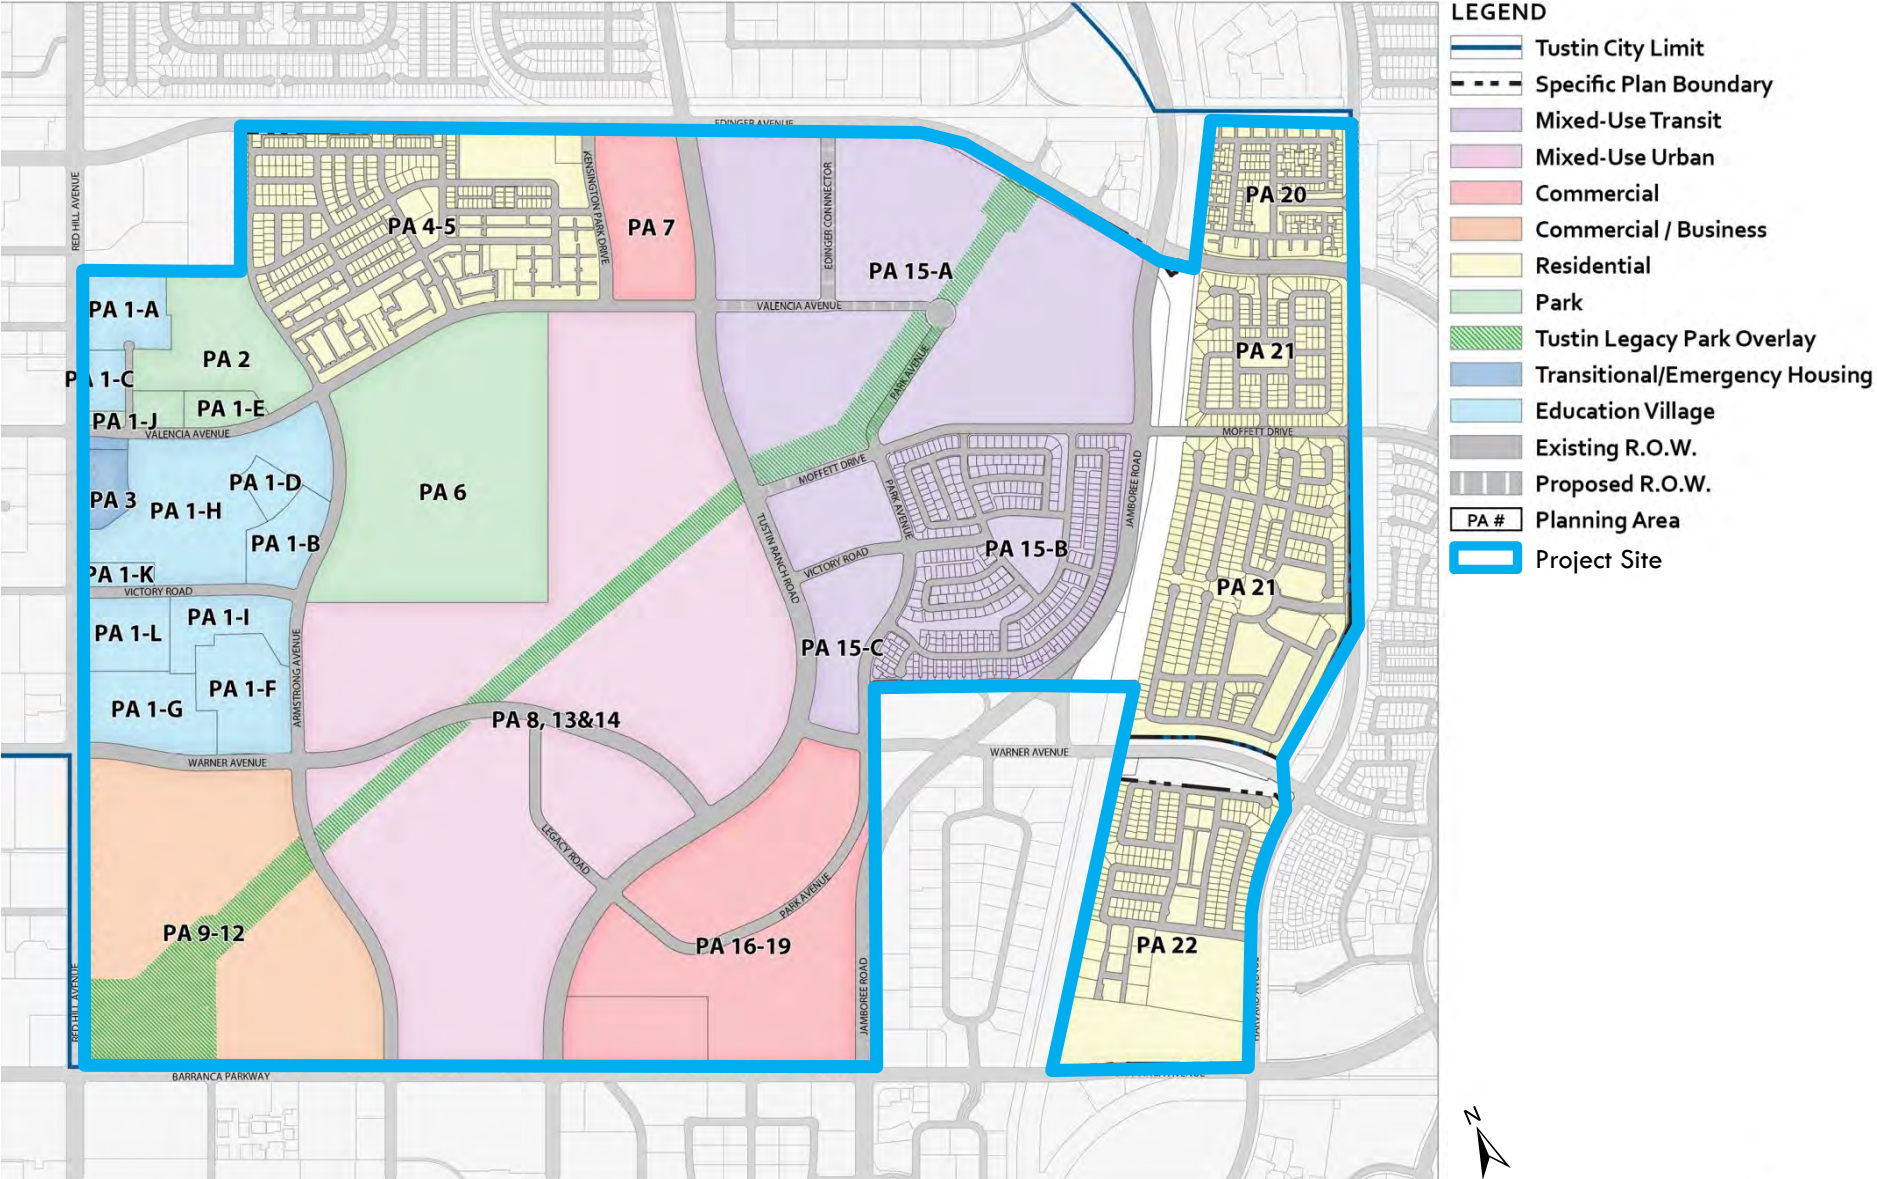 LEGEND
Tustin City Limit
Specific Plan Boundary
Mixed-Use Transit
Mixed-Use Urban
Commercial
Commercial / Business
Residential
Park
Tustin Legacy Park Overlay
Transitional/Emergency Housing
Education Village
Existing R.O.W.
Proposed R.O.W.
PA # Planning Area
Project Site
EDINGER AVENUE
RED HILL AVENUE
KENSINGTON PARK DRIVE
EDINGER CONNNECTOR
PA 20
PA 4-5
PA 7
PA 15-A
PA 1-A
VALENCIA AVENUE
PA 2
PA 21
PARK AVENUE
PA 1-C
PA 1-E
PA 1-J
VALENCIA AVENUE
MOFFETT DRIVE
MOFFETT DRIVE
PA 1-D
PA 3
PA 1-H
PA 6
PARK AVENUE
JAMBOREE ROAD
PA 1-B
TUSTIN RANCH ROAD
PA 15-B
VICTORY ROAD
PA 1-K
VICTORY ROAD
PA 21
PA 1-I
PA 1-L
PA 15-C
ARMSTRONG AVENUE
PA 1-F
PA 1-G
PA 8, 13&14
WARNER AVENUE
WARNER AVENUE
LEGACY ROAD
PARK AVENUE
PA 9-12
PA 16-19
PA 22
RED HILL AVENUE
JAMBOREE ROAD
HARVARD AVENUE
BARRANCA PARKWAY
AVENUE
N